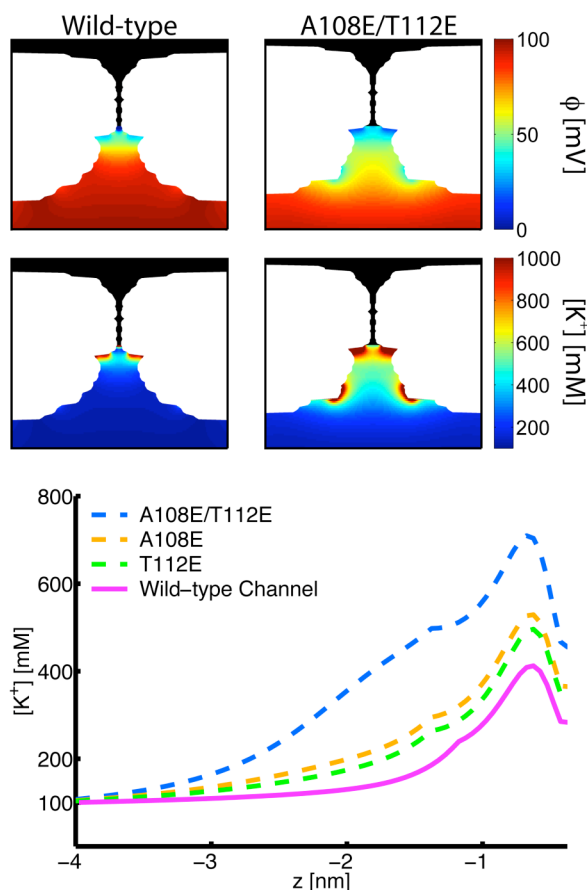 Wild-type
A108E/T112E
100
50
0
ϕ [mV]
1000
800
600
400
200
[K+] [mM]
800
600
400
200
100
[K+] [mM]
A108E/T112E
A108E
T112E
Wild–type Channel
−4
−3
−2
−1
z [nm]